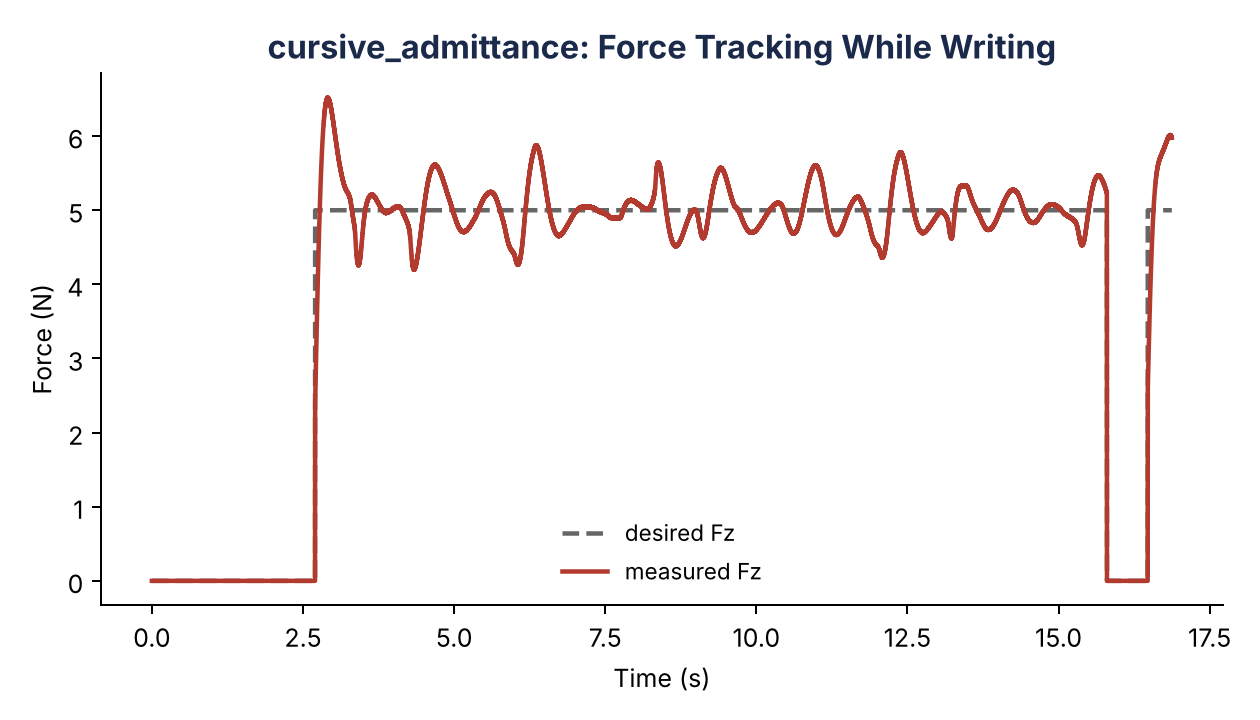 cursive_admittance: Force Tracking While Writing
6
5
4
3
2
1
0
Force (N)
desired Fz
measured Fz
0.0 2.5 5.0 7.5 10.0 12.5 15.0 17.5
Time (s)